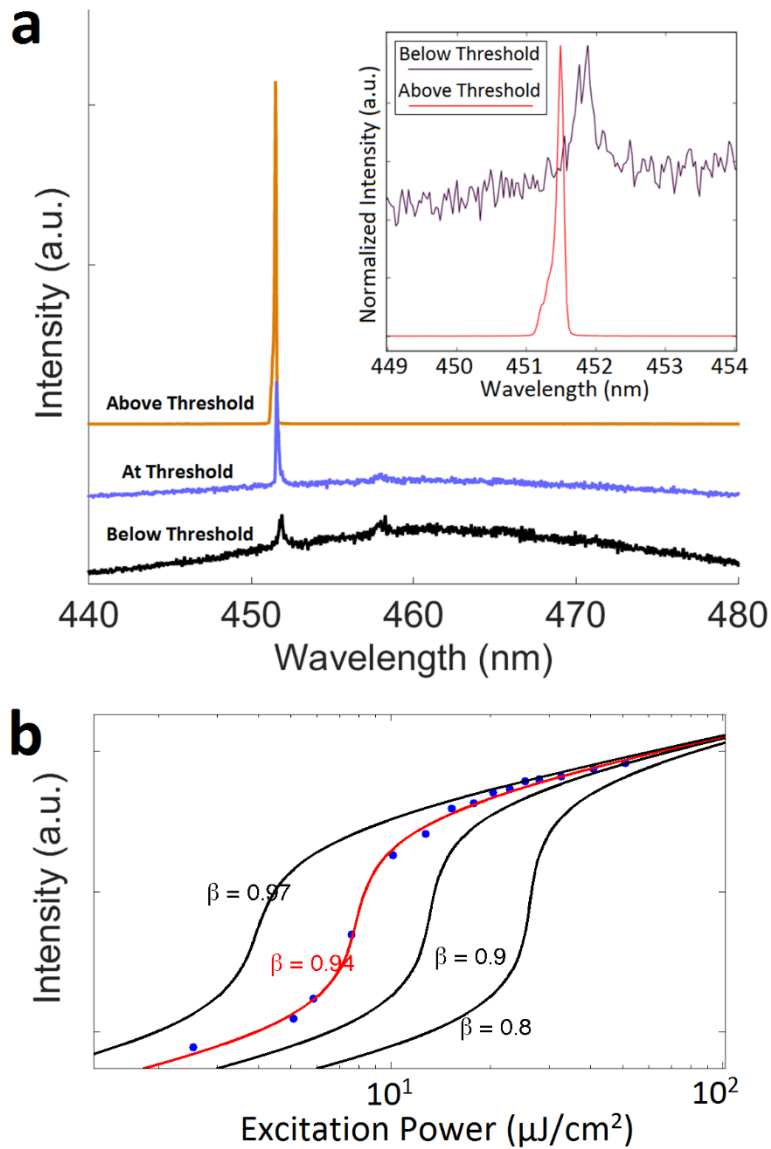 a
Intensity (a.u.)
Above Threshold
At Threshold
Below Threshold
440 450 460 470 480
Wavelength (nm)
Normalized Intensity (a.u.)
Below Threshold
Above Threshold
449 450 451 452 453 454
Wavelength (nm)
b
Intensity (a.u.)
β = 0.97
β = 0.94
β = 0.9
β = 0.8
10¹ 10²
Excitation Power (µJ/cm²)